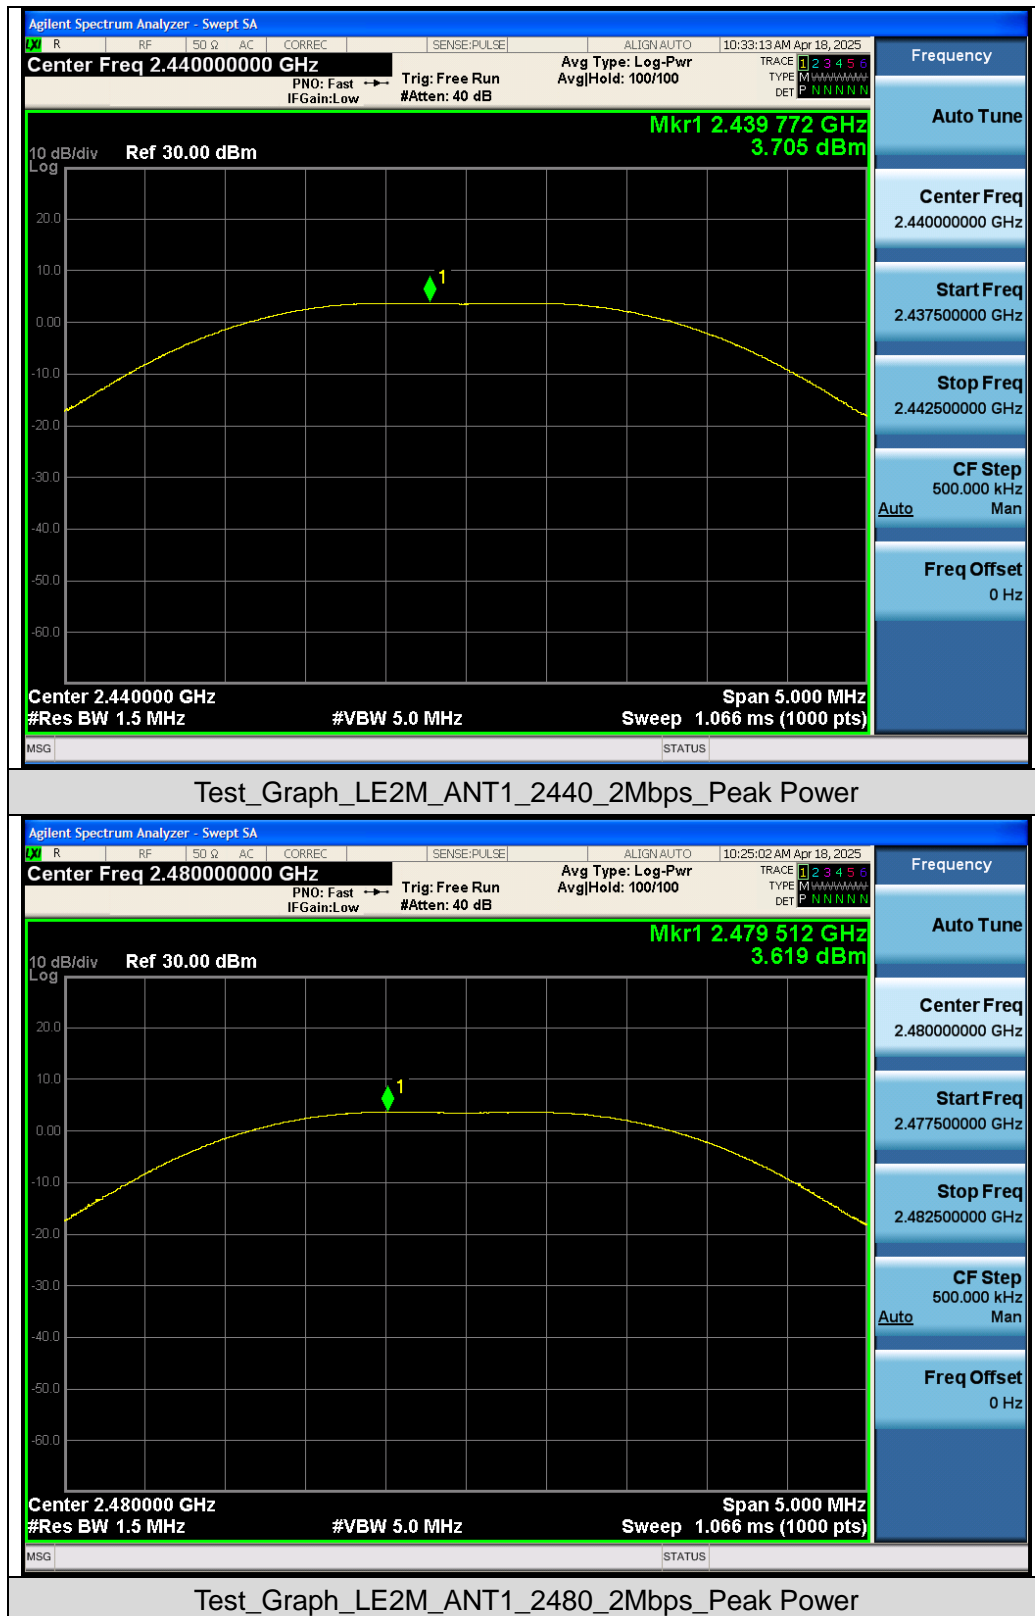 Agilent Spectrum Analyzer - Swept SA
LXI R RF 50 Ω AC CORREC SENSE:PULSE ALIGN AUTO 10:33:13 AM Apr 18, 2025
Center Freq 2.440000000 GHz
PNO: Fast
IFGain:Low
Trig: Free Run
#Atten: 40 dB
Avg Type: Log-Pwr
Avg|Hold: 100/100
TRACE 1 2 3 4 5 6
TYPE M
DET P N N N N N
Mkr1 2.439 772 GHz
3.705 dBm
10 dB/div Ref 30.00 dBm
Log
20.0
10.0
0.00
-10.0
-20.0
-30.0
-40.0
-50.0
-60.0
1
Center 2.440000 GHz Span 5.000 MHz
#Res BW 1.5 MHz #VBW 5.0 MHz Sweep 1.066 ms (1000 pts)
MSG STATUS
Frequency
Auto Tune
Center Freq
2.440000000 GHz
Start Freq
2.437500000 GHz
Stop Freq
2.442500000 GHz
CF Step
500.000 kHz
Auto Man
Freq Offset
0 Hz
Test_Graph_LE2M_ANT1_2440_2Mbps_Peak Power
Agilent Spectrum Analyzer - Swept SA
LXI R RF 50 Ω AC CORREC SENSE:PULSE ALIGN AUTO 10:25:02 AM Apr 18, 2025
Center Freq 2.480000000 GHz
PNO: Fast
IFGain:Low
Trig: Free Run
#Atten: 40 dB
Avg Type: Log-Pwr
Avg|Hold: 100/100
TRACE 1 2 3 4 5 6
TYPE M
DET P N N N N N
Mkr1 2.479 512 GHz
3.619 dBm
10 dB/div Ref 30.00 dBm
Log
20.0
10.0
0.00
-10.0
-20.0
-30.0
-40.0
-50.0
-60.0
1
Center 2.480000 GHz Span 5.000 MHz
#Res BW 1.5 MHz #VBW 5.0 MHz Sweep 1.066 ms (1000 pts)
MSG STATUS
Frequency
Auto Tune
Center Freq
2.480000000 GHz
Start Freq
2.477500000 GHz
Stop Freq
2.482500000 GHz
CF Step
500.000 kHz
Auto Man
Freq Offset
0 Hz
Test_Graph_LE2M_ANT1_2480_2Mbps_Peak Power